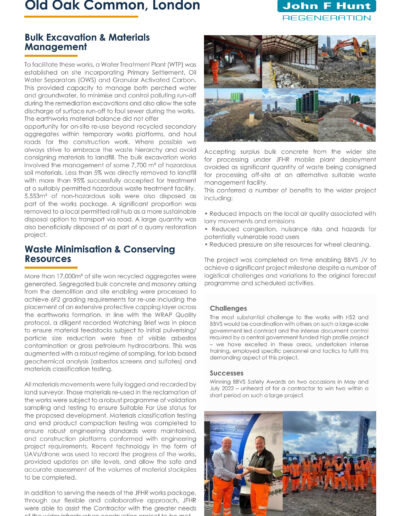 Old Oak Common, London
John F Hunt
REGENERATION
Bulk Excavation & Materials
Management
To facilitate these works, a Water Treatment Plant (WTP) was
established on site incorporating Primary Settlement, Oil
Water Separators (OWS) and Granular Activated Carbon.
This provided capacity to manage both perched water
and groundwater, to minimise and control polluting run-off
during the remediation excavations and also allow the safe
discharge of surface run-off to foul sewer during the works.
The earthworks material balance did not offer
opportunity for on-site re-use beyond recycled secondary
aggregates within temporary works platforms, and haul
roads for the construction work. Where possible we
always strive to embrace the waste hierarchy and avoid
consigning materials to landfill. The bulk excavation works
involved the management of some 7,700 m³ of hazardous
soil materials. Less than 5% was directly removed to landfill
with more than 95% successfully accepted for treatment
at a suitably permitted hazardous waste treatment facility.
5,553m³ of non-hazardous soils were also disposed as
part of the works package. A significant proportion was
removed to a local permitted rail hub as a more sustainable
disposal option to transport via road. A large quantity was
also beneficially disposed of as part of a quarry restoration
project.
Waste Minimisation & Conserving
Resources
More than 17,000m³ of site won recycled aggregates were
generated. Segregated bulk concrete and masonry arising
from the demolition and site enabling were processed to
achieve 6F2 grading requirements for re-use including the
placement of an extensive protective capping layer across
the earthworks formation. In line with the WRAP Quality
protocol, a diligent recorded Watching Brief was in place
to ensure material feedstocks subject to initial pulverising/
particle size reduction were free of visible asbestos
contamination or gross petroleum hydrocarbons. This was
augmented with a robust regime of sampling, for lab based
geochemical analysis (asbestos screens and sulfates) and
materials classification testing.
All materials movements were fully logged and recorded by
land surveyor. Those materials re-used in the reclamation of
the works were subject to a robust programme of validation
sampling and testing to ensure Suitable For Use status for
the proposed development. Materials classification testing
and end product compaction testing was completed to
ensure robust engineering standards were maintained,
and construction platforms conformed with engineering
project requirements. Recent technology in the form of
UAVs/drone was used to record the progress of the works,
provided updates on site levels, and allow the safe and
accurate assessment of the volumes of material stockpiles
to be completed.
In addition to serving the needs of the JFHR works package,
through our flexible and collaborative approach, JFHR
were able to assist the Contractor with the greater needs
Accepting surplus bulk concrete from the wider site
for processing under JFHR mobile plant deployment
avoided as significant quantity of waste being consigned
for processing off-site at an alternative suitable waste
management facility.
This conferred a number of benefits to the wider project
including:
• Reduced impacts on the local air quality associated with
lorry movements and emissions
• Reduced congestion, nuisance risks and hazards for
potentially vulnerable road users
• Reduced pressure on site resources for wheel cleaning.
The project was completed on time enabling BBVS JV to
achieve a significant project milestone despite a number of
logistical challenges and variations to the original forecast
programme and scheduled activities.
Challenges
The most substantial challenge to the works with HS2 and
BBVS would be coordination with others on such a large-scale
government led contract and the intense document control
required by a central government funded high profile project
– we have excelled in these areas, undertaken intense
training, employed specific personnel and tactics to fulfil this
demanding aspect of this project.
Successes
Winning BBVS Safety Awards on two occasions in May and
July 2022 – unheard of for a contractor to win two within a
short period on such a large project.